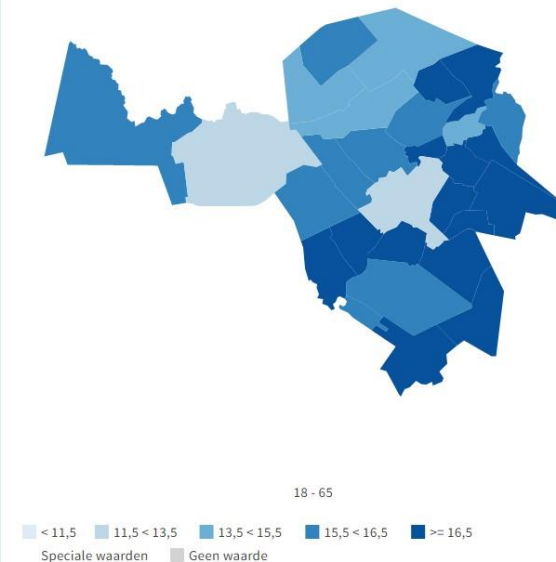 18 - 65
< 11,5 11,5 < 13,5 13,5 < 15,5 15,5 < 16,5 >= 16,5
Speciale waarden Geen waarde